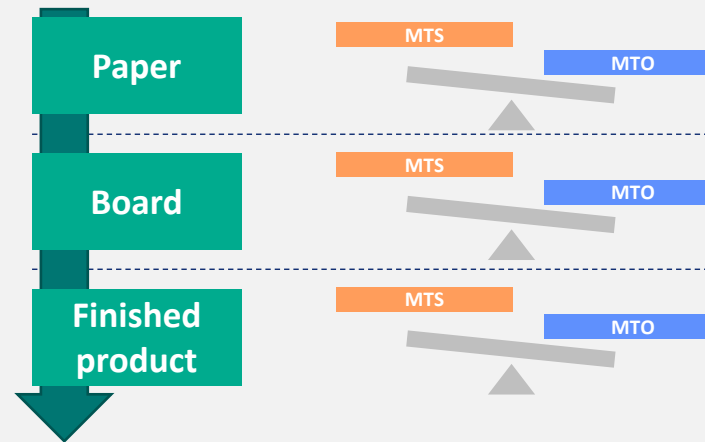 Paper
MTS
MTO
Board
MTS
MTO
Finished
product
MTS
MTO